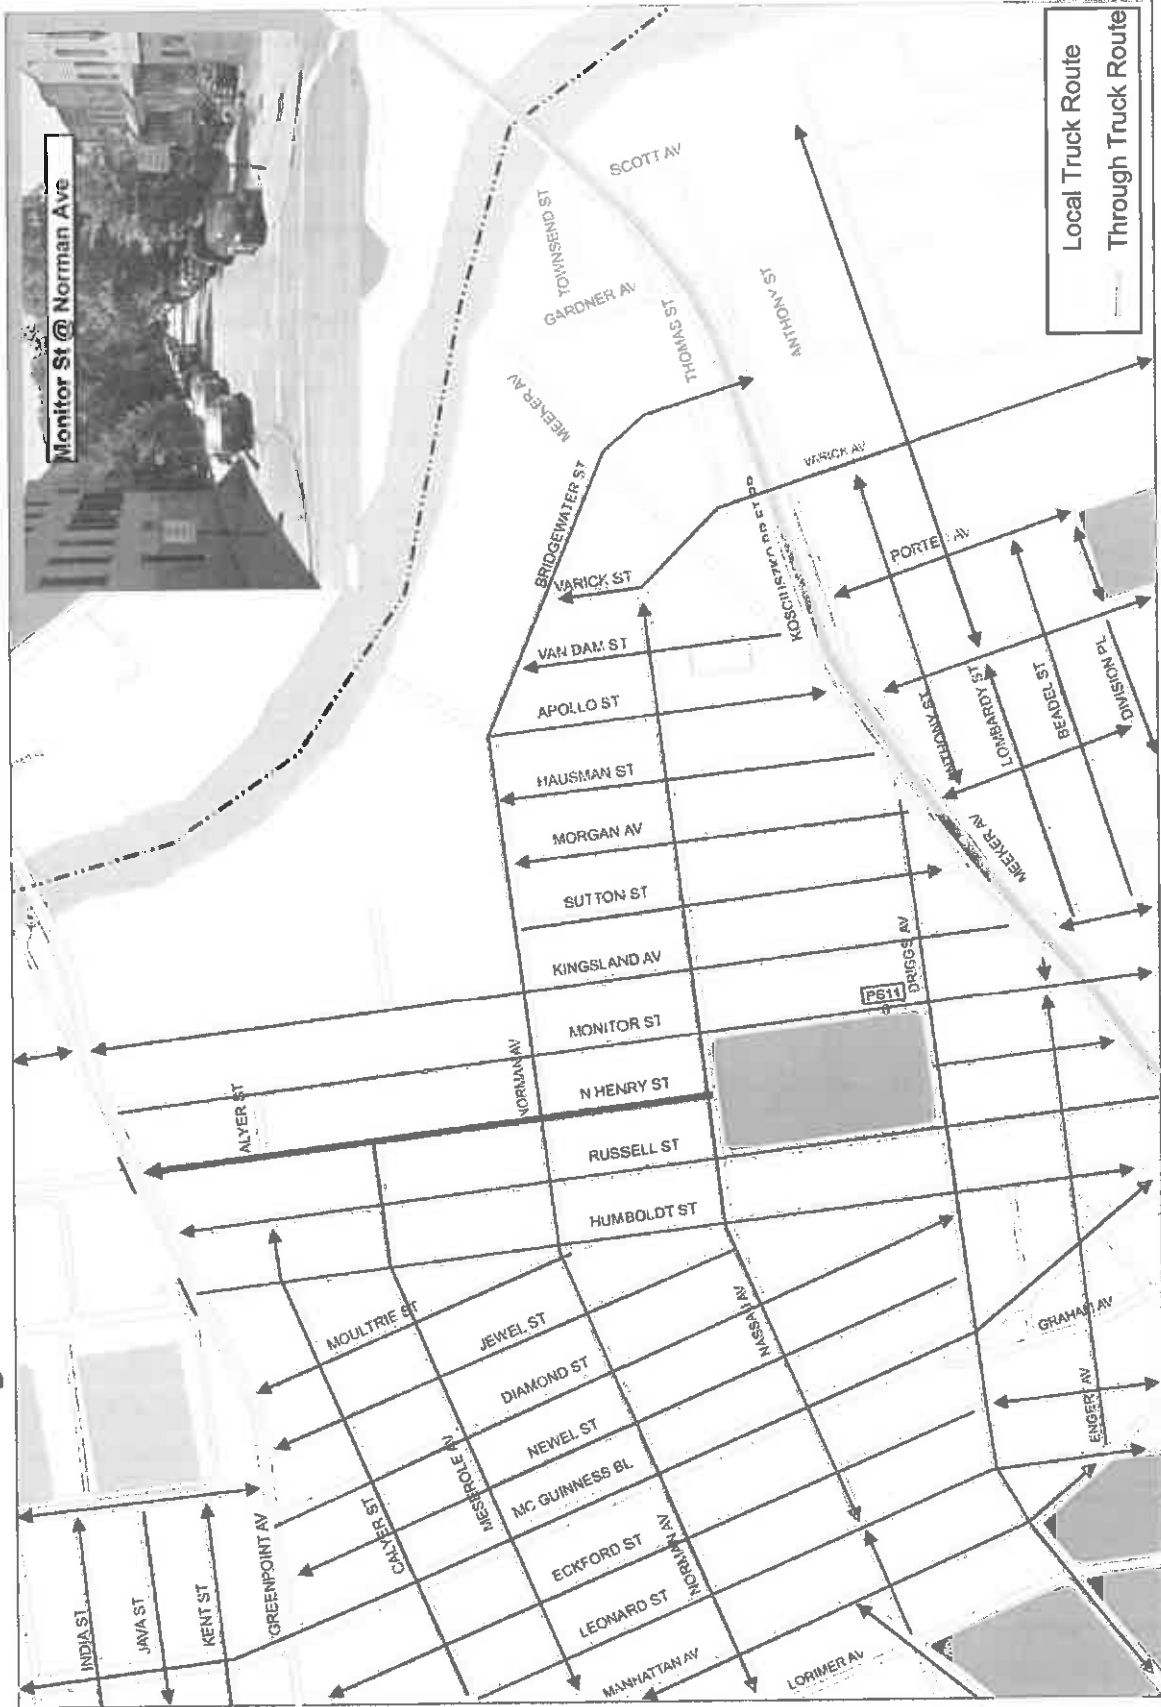 Monitor St @ Norman Ave
Local Truck Route
Through Truck Route
SCOTT AV
TOWNSEND ST
GARDNER AV
THOMAS ST
ANTHONY ST
MEEKER AV
BRIDGEWATER ST
VARICK AV
VARICK ST
PORTER AV
VAN DAM ST
APOLLO ST
HAUSMAN ST
MORGAN AV
SUTTON ST
KINGSLAND AV
MONITOR ST
N HENRY ST
RUSSELL ST
HUMBOLDT ST
ANTHONY ST
LOMBARDY ST
BEADEL ST
DIVISION PL
MEEKER AV
DRIGGS AV
PS11
NORMAN AV
ALYER ST
MOULTRIE ST
JEWEL ST
DIAMOND ST
NEWEL ST
MC GUINNESS BL
ECKFORD ST
LEONARD ST
MANHATTAN AV
LORIMER AV
NASSAU AV
GRAHAM AV
ENGERT AV
MESEROLE AV
CALYER ST
NORMAN AV
GREENPOINT AV
KENT ST
JAVA ST
INDIA ST